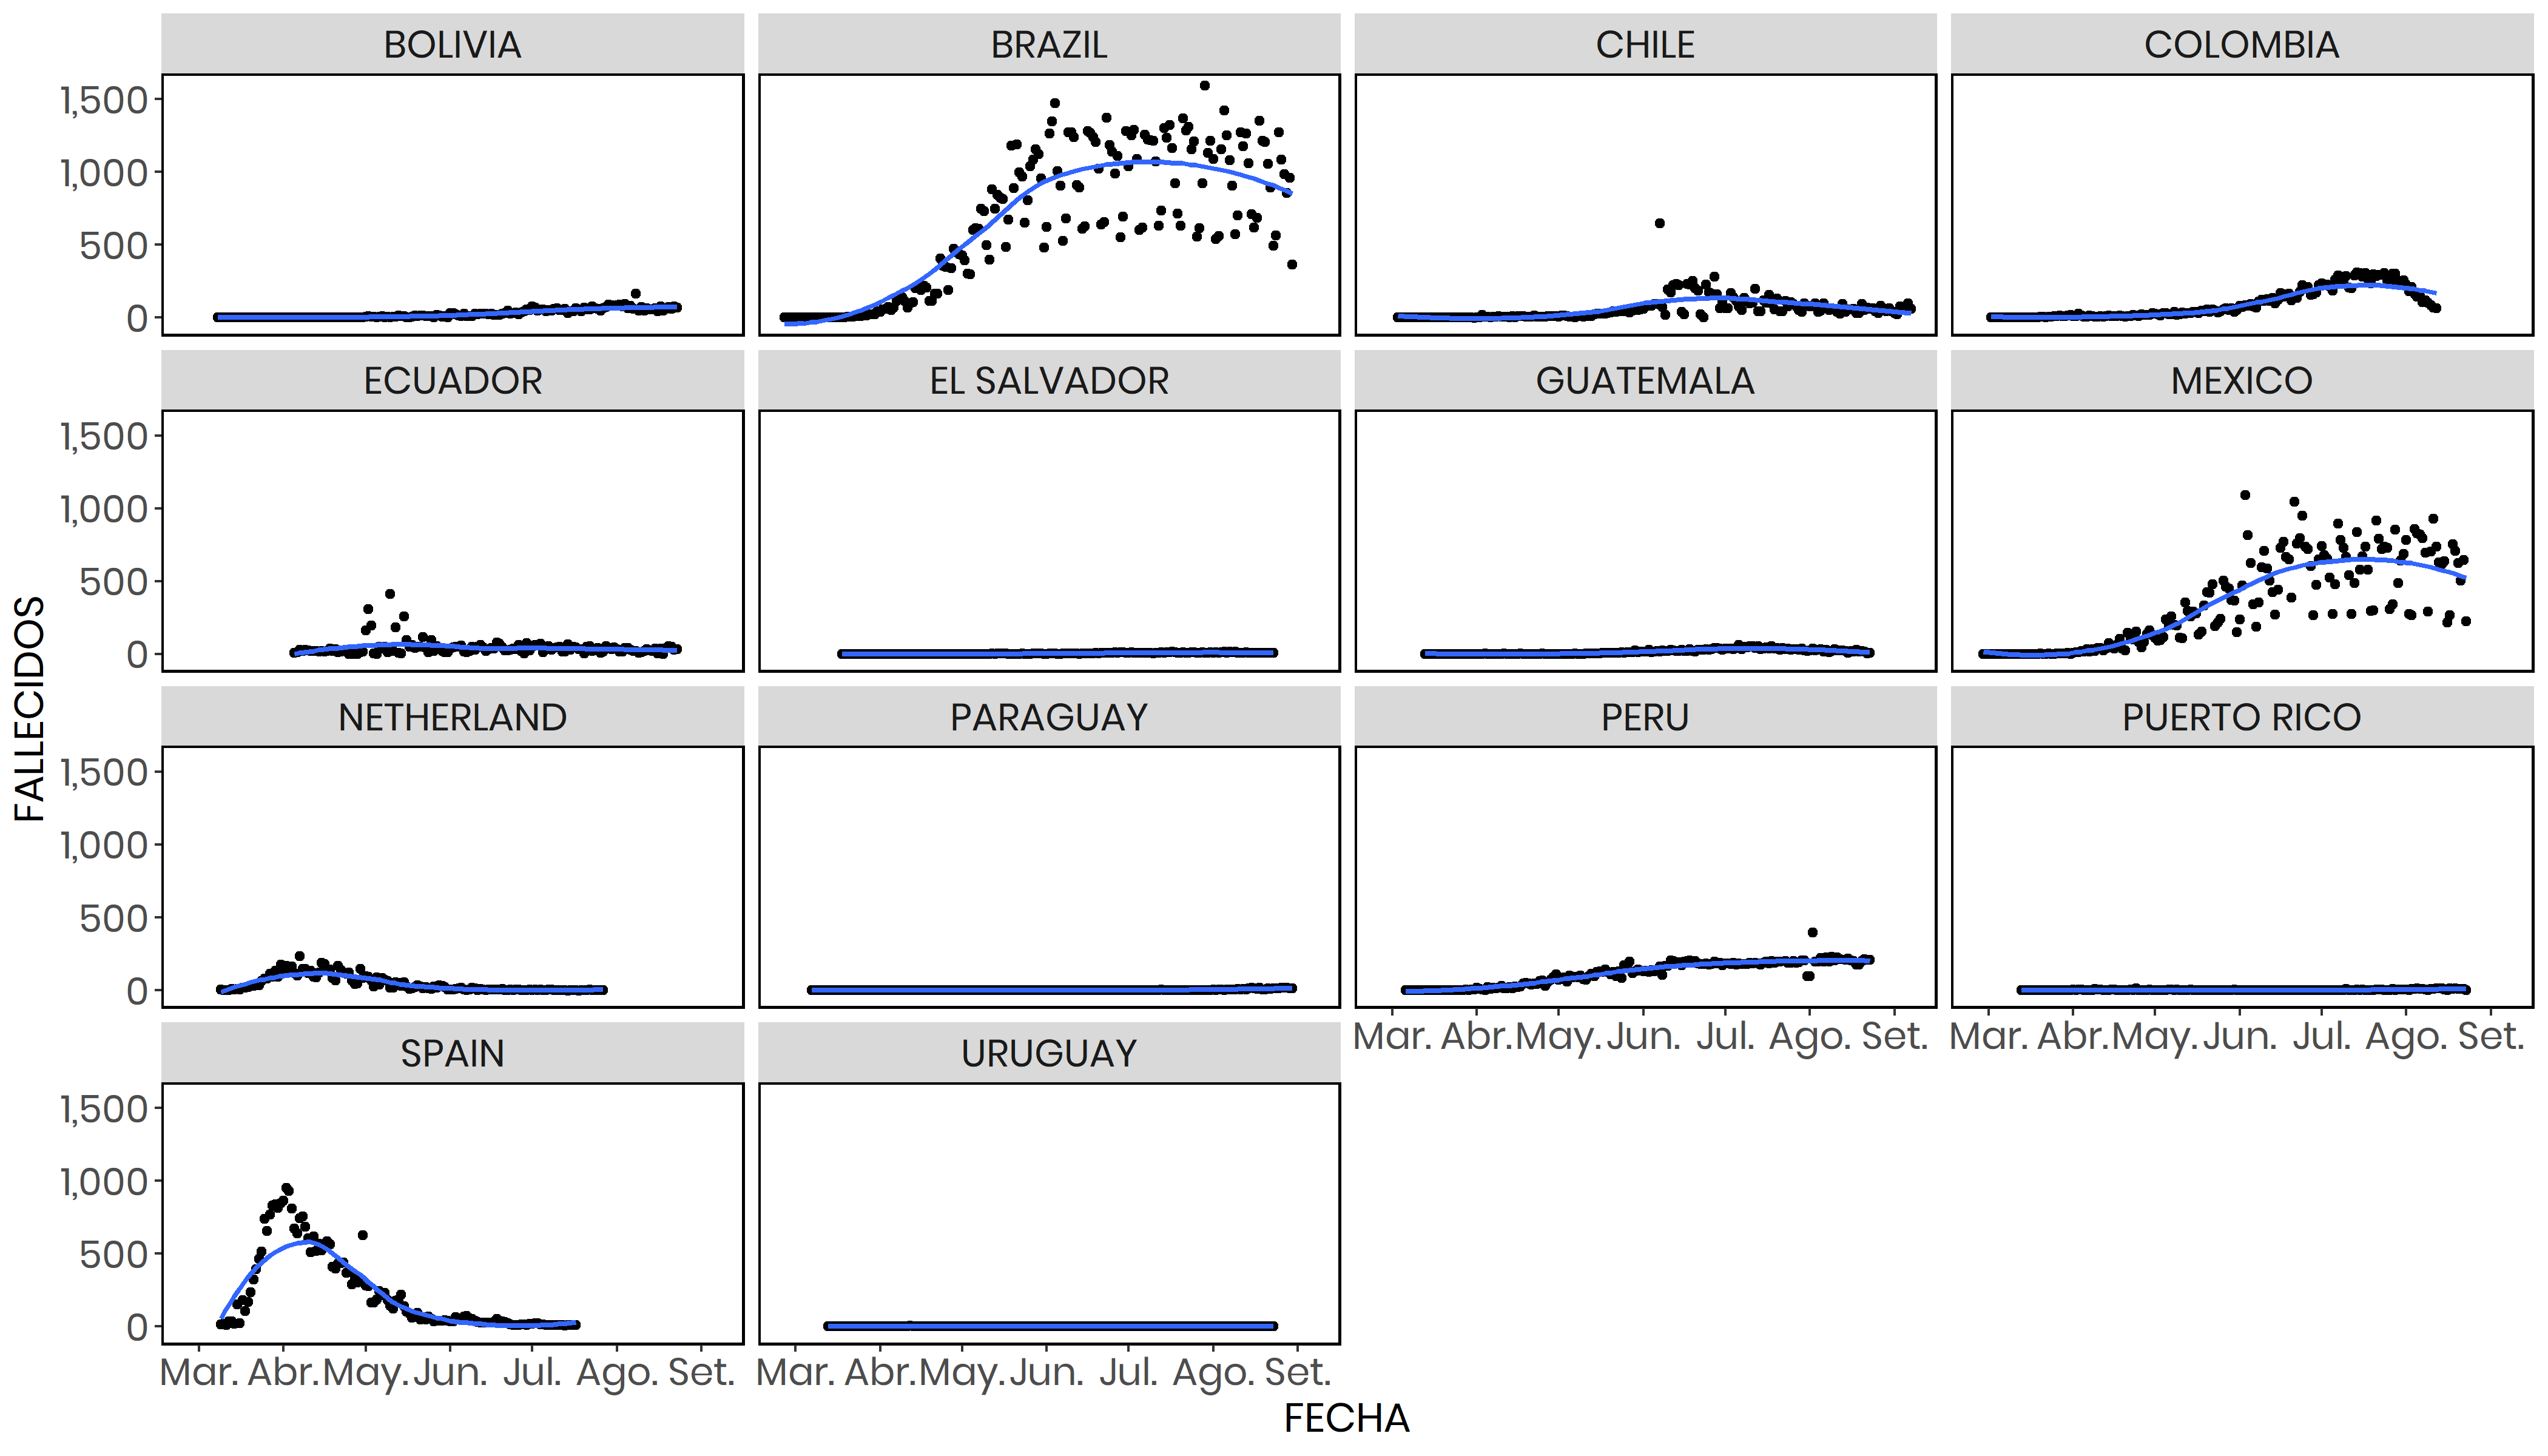 BOLIVIA BRAZIL CHILE COLOMBIA
1,500
1,000
500
0
ECUADOR EL SALVADOR GUATEMALA MEXICO
1,500
1,000
500
0
FALLECIDOS
NETHERLAND PARAGUAY PERU PUERTO RICO
1,500
1,000
500
0
Mar. Abr. May. Jun. Jul. Ago. Set. Mar. Abr. May. Jun. Jul. Ago. Set.
SPAIN URUGUAY
1,500
1,000
500
0
Mar. Abr. May. Jun. Jul. Ago. Set. Mar. Abr. May. Jun. Jul. Ago. Set.
FECHA